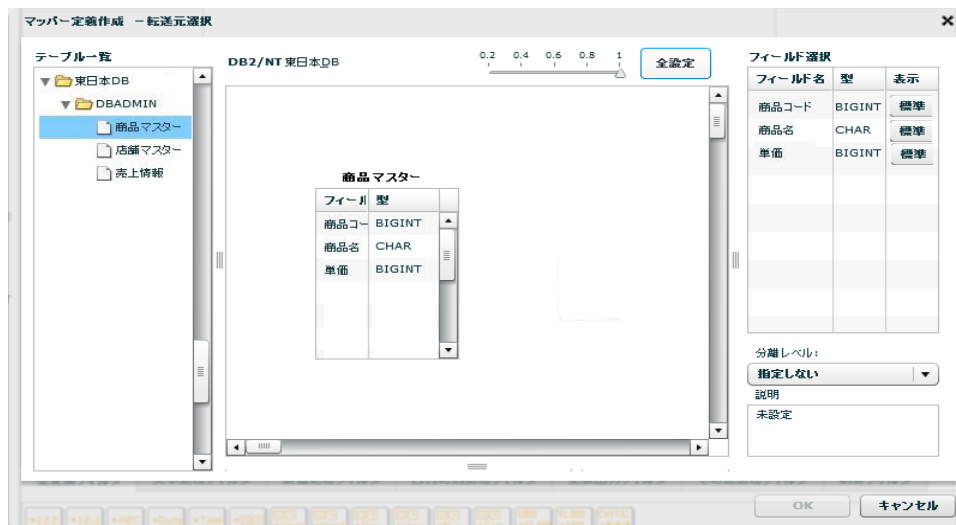 マッパー定義作成 －転送元選択
テーブル一覧
東日本DB
DBADMIN
商品マスター
店舗マスター
売上情報
DB2/NT 東日本DB
0.2 0.4 0.6 0.8 1
全設定
商品マスター
フィール 型
商品コー BIGINT
商品名 CHAR
単価 BIGINT
フィールド選択
フィールド名 型 表示
商品コード BIGINT 標準
商品名 CHAR 標準
単価 BIGINT 標準
分離レベル:
指定しない
説明
未設定
OK キャンセル